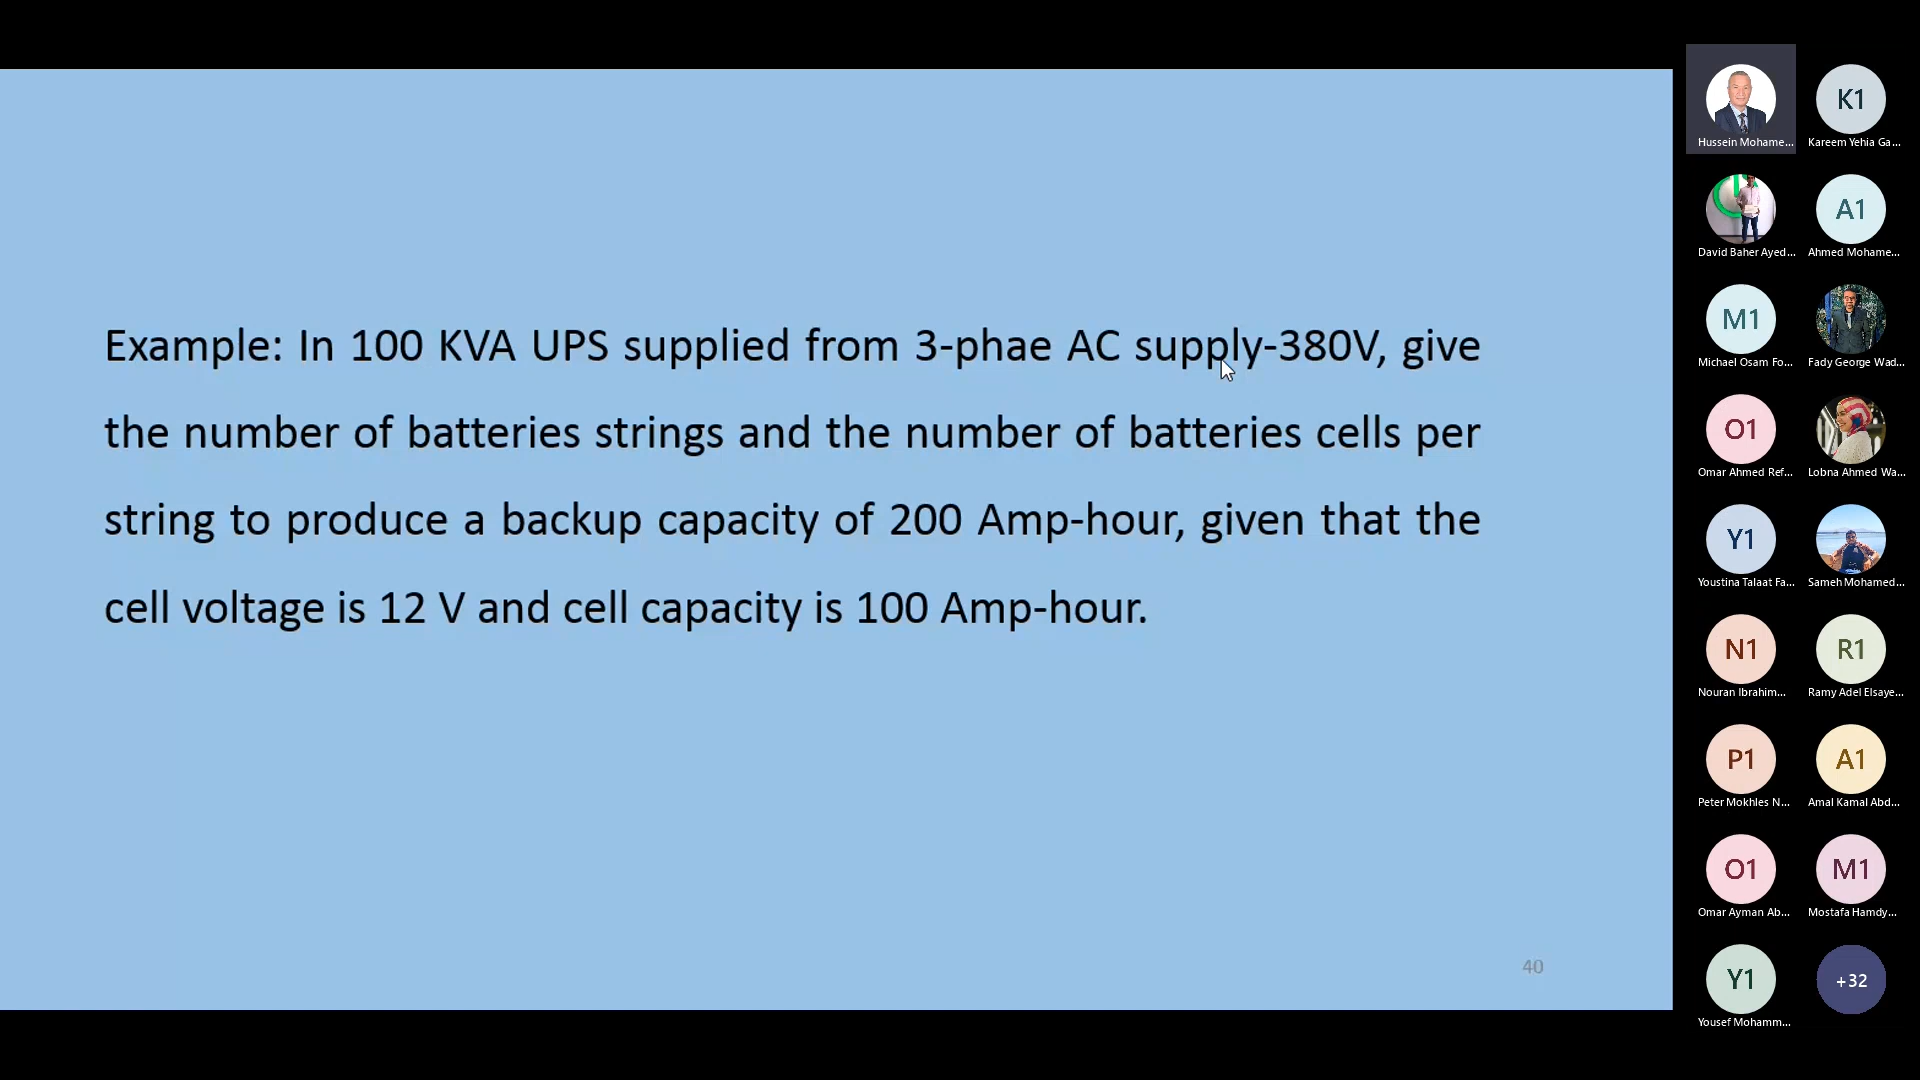 Example: In 100 KVA UPS supplied from 3-phae AC supply-380V, give
the number of batteries strings and the number of batteries cells per
string to produce a backup capacity of 200 Amp-hour, given that the
cell voltage is 12 V and cell capacity is 100 Amp-hour.
40
Hussein Mohame...
K1
Kareem Yehia Ga...
David Baher Ayed...
A1
Ahmed Mohame...
M1
Michael Osam Fo...
Fady George Wad...
O1
Omar Ahmed Ref...
Lobna Ahmed Wa...
Y1
Youstina Talaat Fa...
Sameh Mohamed...
N1
Nouran Ibrahim...
R1
Ramy Adel Elsaye...
P1
Peter Mokhles N...
A1
Amal Kamal Abd...
O1
Omar Ayman Ab...
M1
Mostafa Hamdy...
Y1
Yousef Mohamm...
+32